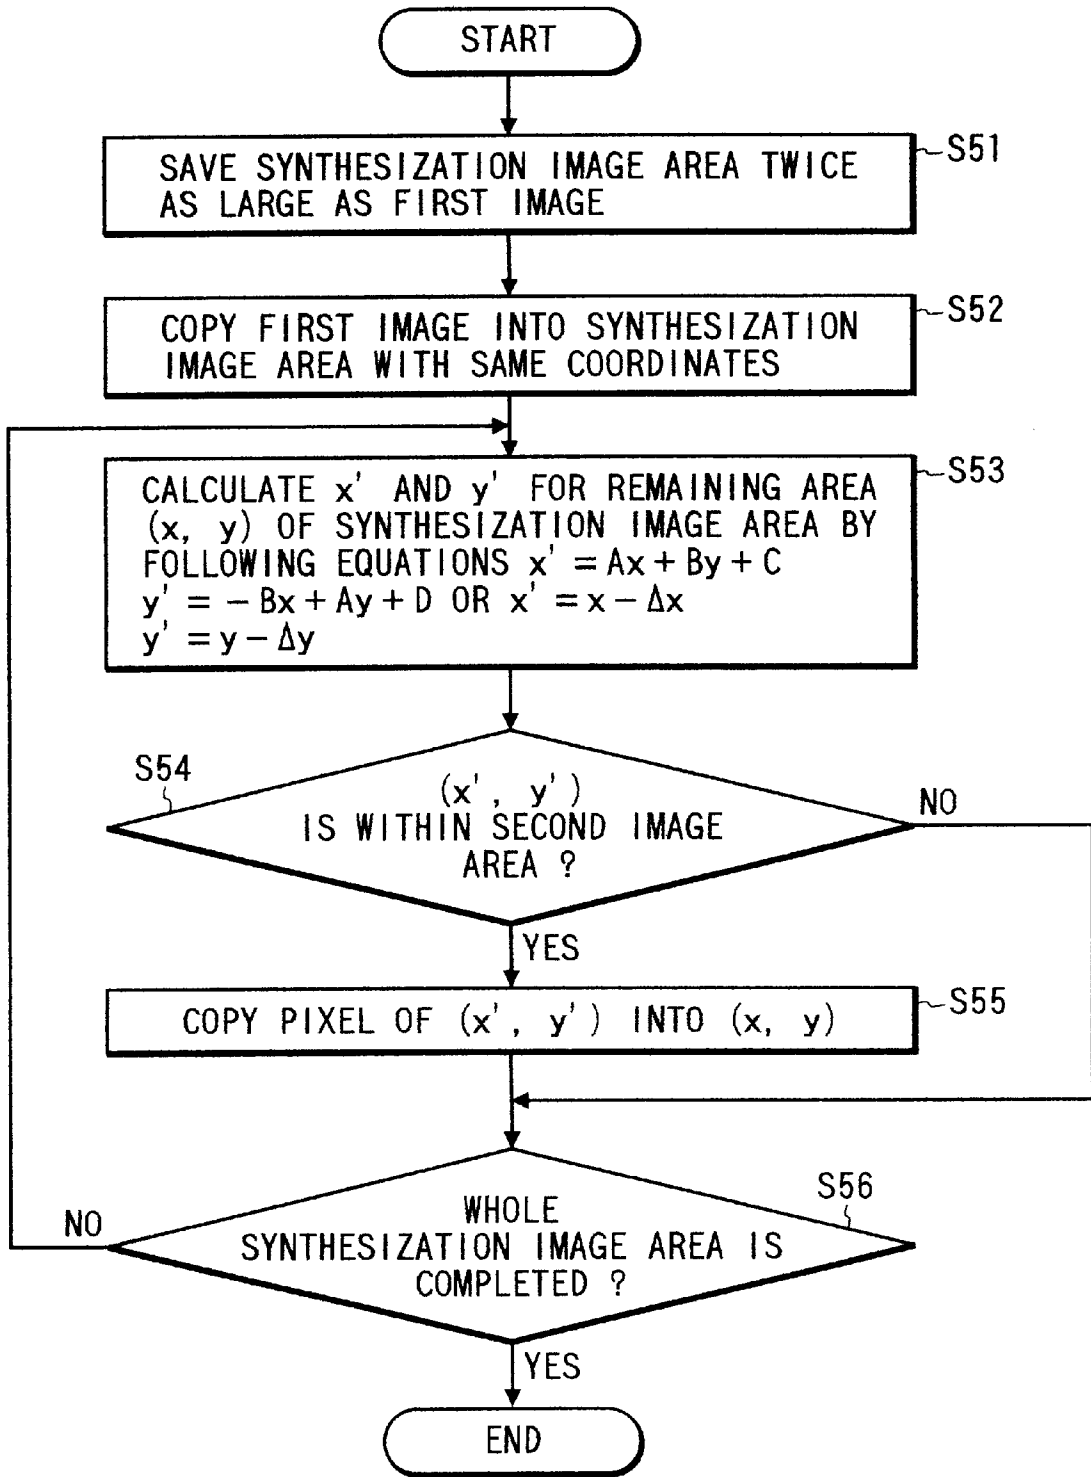 START
SAVE SYNTHESIZATION IMAGE AREA TWICE
AS LARGE AS FIRST IMAGE
S51
COPY FIRST IMAGE INTO SYNTHESIZATION
IMAGE AREA WITH SAME COORDINATES
S52
CALCULATE x' AND y' FOR REMAINING AREA
(x, y) OF SYNTHESIZATION IMAGE AREA BY
FOLLOWING EQUATIONS x' = Ax + By + C
y' = - Bx + Ay + D OR x' = x - Δx
y' = y - Δy
S53
S54
(x', y')
IS WITHIN SECOND IMAGE
AREA ?
NO
YES
COPY PIXEL OF (x', y') INTO (x, y)
S55
S56
WHOLE
SYNTHESIZATION IMAGE AREA IS
COMPLETED ?
NO
YES
END